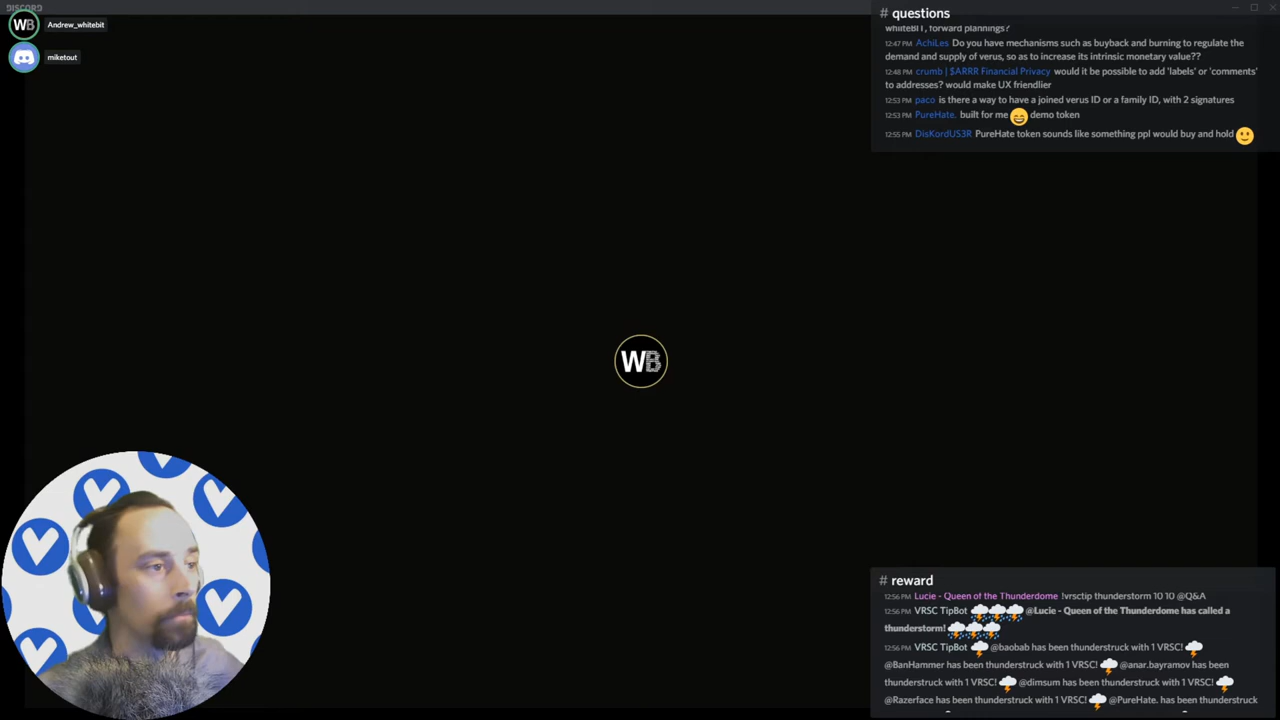 DISCORD
WB
Andrew_whitebit
miketout
# questions
whiteBIT, forward plannings?
12:47 PM AchiLes Do you have mechanisms such as buyback and burning to regulate the
demand and supply of verus, so as to increase its intrinsic monetary value??
12:48 PM crumb | $ARRR Financial Privacy would it be possible to add 'labels' or 'comments'
to addresses? would make UX friendlier
12:53 PM paco is there a way to have a joined verus ID or a family ID, with 2 signatures
12:53 PM PureHate. built for me 😄 demo token
12:55 PM DisKordUS3R PureHate token sounds like something ppl would buy and hold 🙂
WB
# reward
12:56 PM Lucie - Queen of the Thunderdome !vrsctip thunderstorm 10 10 @Q&A
12:56 PM VRSC TipBot ⛈️⛈️⛈️ @Lucie - Queen of the Thunderdome has called a
thunderstorm! ⛈️⛈️⛈️
12:56 PM VRSC TipBot 🌩️ @baobab has been thunderstruck with 1 VRSC! 🌩️
@BanHammer has been thunderstruck with 1 VRSC! 🌩️ @anar.bayramov has been
thunderstruck with 1 VRSC! 🌩️ @dimsum has been thunderstruck with 1 VRSC! 🌩️
@Razerface has been thunderstruck with 1 VRSC! 🌩️ @PureHate. has been thunderstruck